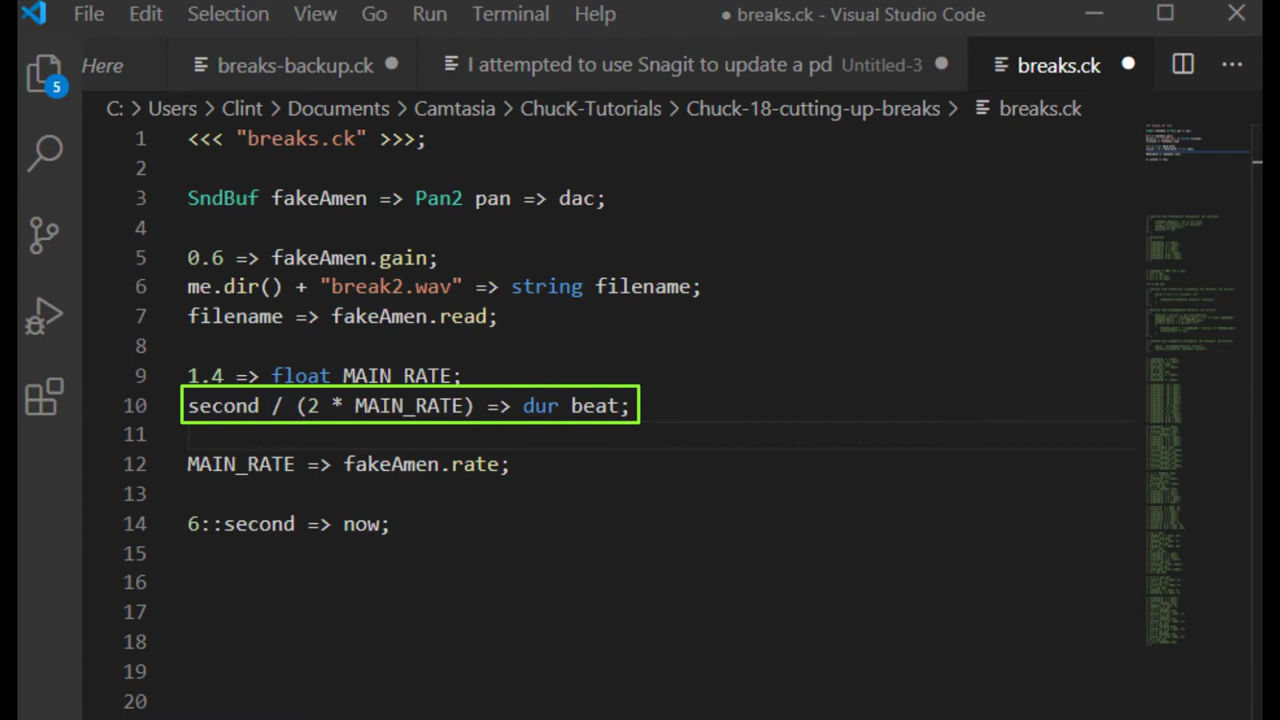 File Edit Selection View Go Run Terminal Help ● breaks.ck - Visual Studio Code
Here breaks-backup.ck I attempted to use Snagit to update a pd Untitled-3 breaks.ck
5
C: > Users > Clint > Documents > Camtasia > ChucK-Tutorials > Chuck-18-cutting-up-breaks > breaks.ck
1 <<< "breaks.ck" >>>;
2
3 SndBuf fakeAmen => Pan2 pan => dac;
4
5 0.6 => fakeAmen.gain;
6 me.dir() + "break2.wav" => string filename;
7 filename => fakeAmen.read;
8
9 1.4 => float MAIN_RATE;
10 second / (2 * MAIN_RATE) => dur beat;
11
12 MAIN_RATE => fakeAmen.rate;
13
14 6::second => now;
15
16
17
18
19
20